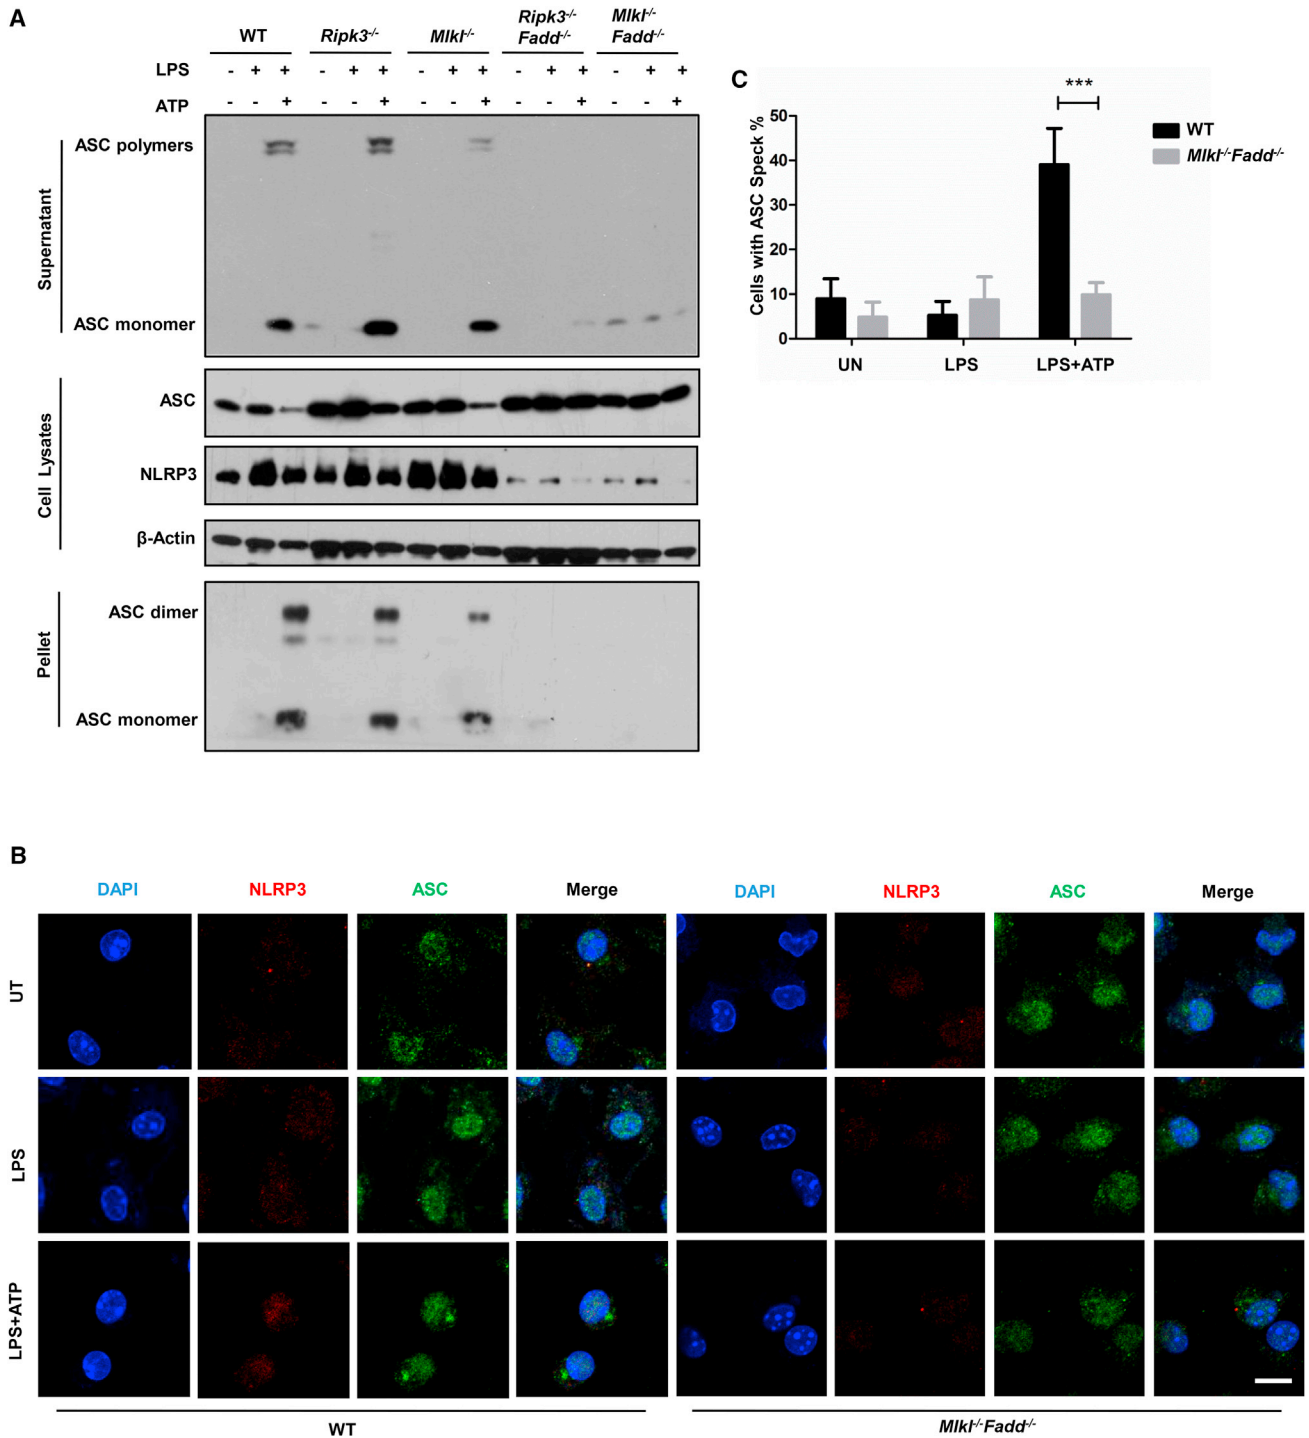 A
WT
Ripk3-/-
Mlkl-/-
Ripk3-/-
Fadd-/-
Mlkl-/-
Fadd-/-
LPS - + + - + + - + + - + + - + +
ATP - - + - - + - - + - - + - - +
Supernatant
ASC polymers
ASC monomer
Cell Lysates
ASC
NLRP3
β-Actin
Pellet
ASC dimer
ASC monomer
C
***
Cells with ASC Speck %
50
40
30
20
10
0
UN LPS LPS+ATP
WT
Mlkl-/-Fadd-/-
B
DAPI NLRP3 ASC Merge DAPI NLRP3 ASC Merge
UT
LPS
LPS+ATP
WT
Mlkl-/-Fadd-/-